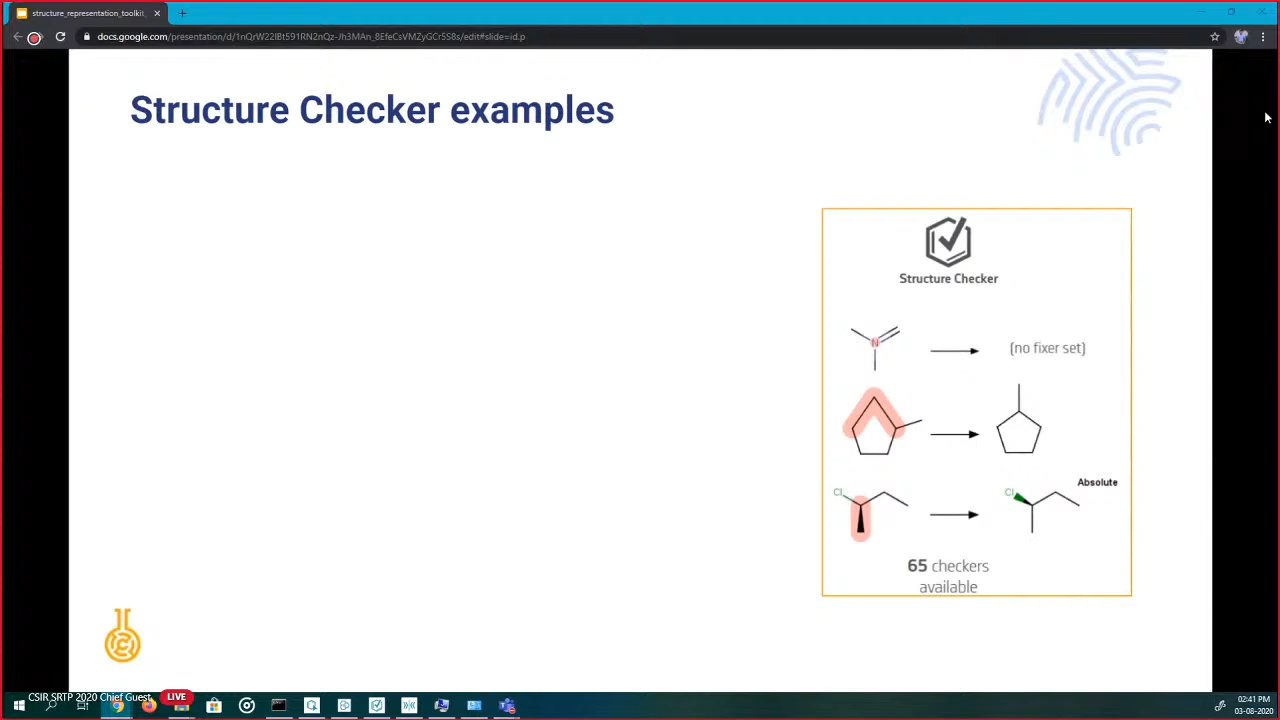 structure_representation_toolkit_
docs.google.com/presentation/d/1nQrW22IBt591RN2nQz-Jh3MAn_8EfeCsVMZyGCr5S8s/edit#slide=id.p
Structure Checker examples
Structure Checker
N
(no fixer set)
Cl
Cl
Absolute
65 checkers
available
CSIR SRTP 2020 Chief Guest
LIVE
02:41 PM
03-08-2020